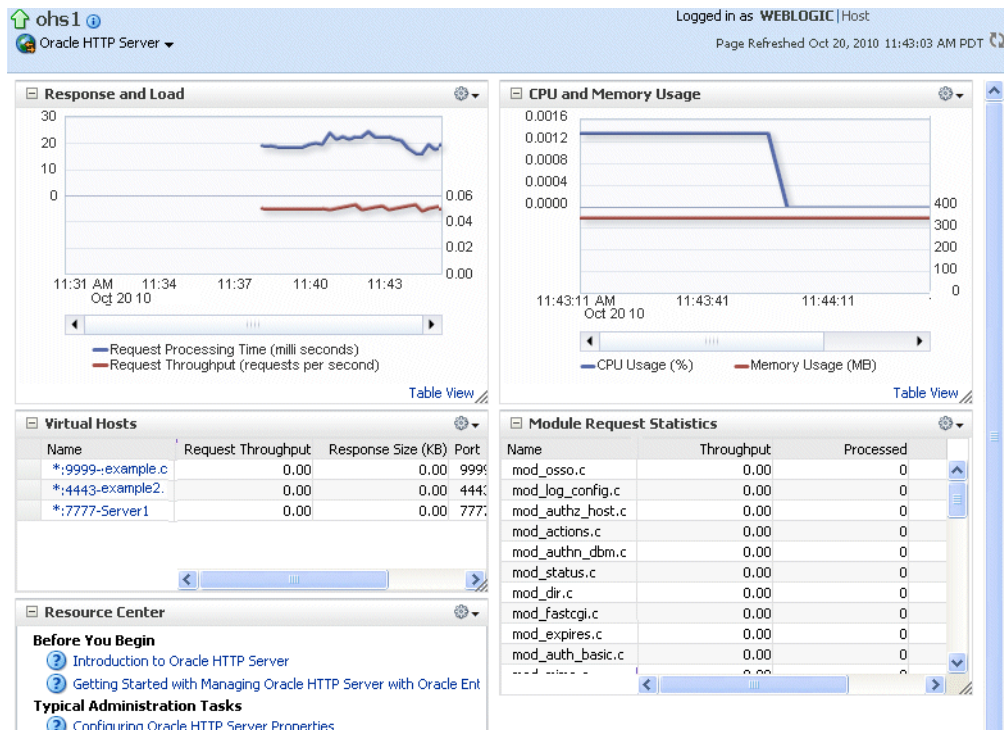 ohs1
Logged in as WEBLOGIC|Host
Oracle HTTP Server
Page Refreshed Oct 20, 2010 11:43:03 AM PDT
Response and Load
30
20
10
0
0.06
0.04
0.02
0.00
11:31 AM 11:34 11:37 11:40 11:43
Oct 20 10
Request Processing Time (milli seconds)
Request Throughput (requests per second)
Table View
CPU and Memory Usage
0.0016
0.0012
0.0008
0.0004
0.0000
400
300
200
100
0
11:43:11 AM 11:43:41 11:44:11
Oct 20 10
CPU Usage (%) Memory Usage (MB)
Table View
Virtual Hosts
Name Request Throughput Response Size (KB) Port
*:9999-:example.c 0.00 0.00 9999
*:4443-example2. 0.00 0.00 444
*:7777-Server1 0.00 0.00 777
Module Request Statistics
Name Throughput Processed
mod_osso.c 0.00 0
mod_log_config.c 0.00 0
mod_authz_host.c 0.00 0
mod_actions.c 0.00 0
mod_authn_dbm.c 0.00 0
mod_status.c 0.00 0
mod_dir.c 0.00 0
mod_fastcgi.c 0.00 0
mod_expires.c 0.00 0
mod_auth_basic.c 0.00 0
Resource Center
Before You Begin
Introduction to Oracle HTTP Server
Getting Started with Managing Oracle HTTP Server with Oracle Ent
Typical Administration Tasks
Configuring Oracle HTTP Server Properties